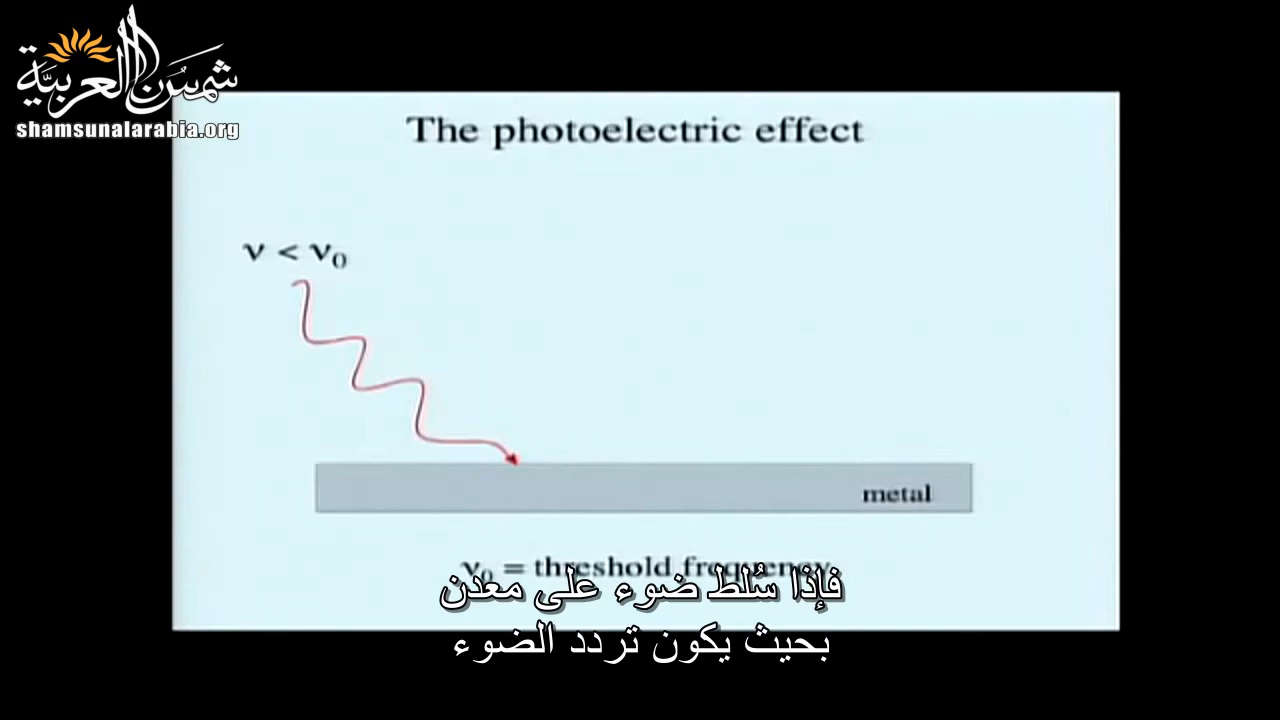 شمس العربية
shamsunalarabia.org
The photoelectric effect
ν < ν₀
metal
ν₀ = threshold frequency
فإذا سُلط ضوء على معدن
بحيث يكون تردد الضوء